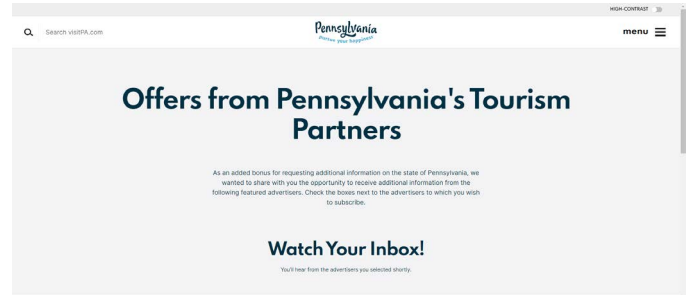 HIGH-CONTRAST
Search visitPA.com
Pennsylvania
pursue your happiness
menu
Offers from Pennsylvania's Tourism
Partners
As an added bonus for requesting additional information on the state of Pennsylvania, we
wanted to share with you the opportunity to receive additional information from the
following featured advertisers. Check the boxes next to the advertisers to which you wish
to subscribe.
Watch Your Inbox!
You'll hear from the advertisers you selected shortly.